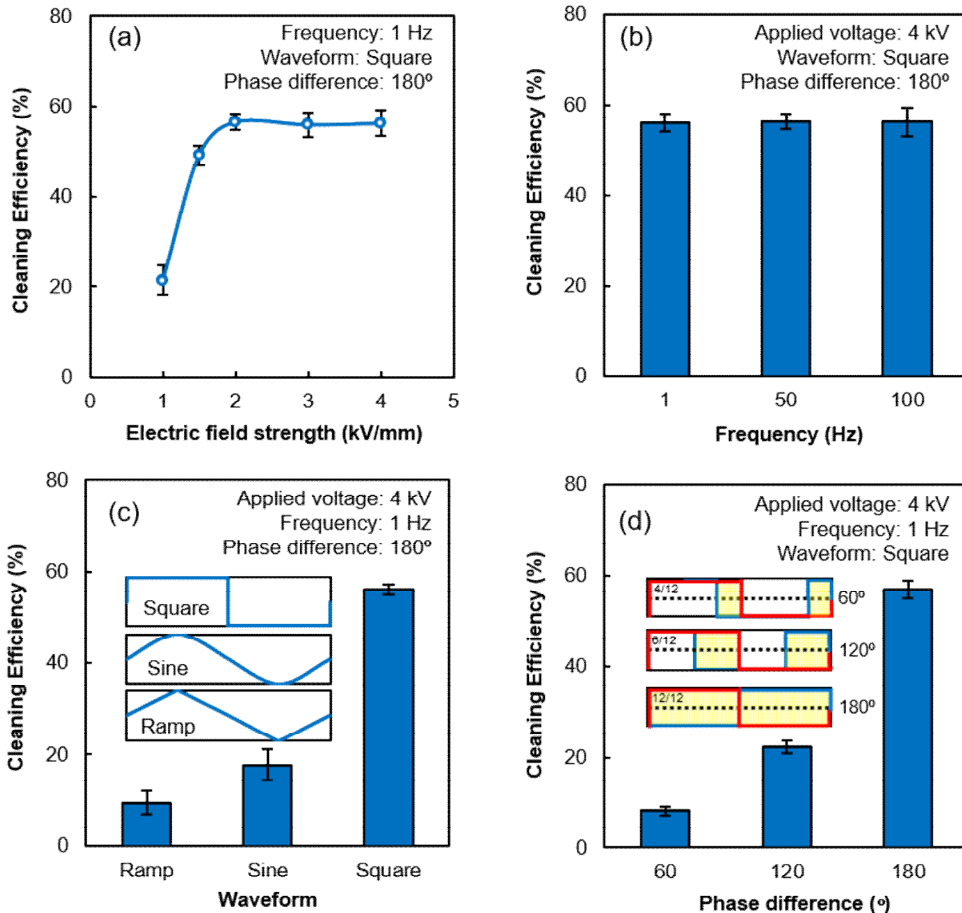 (a)
Frequency: 1 Hz
Waveform: Square
Phase difference: 180º
Cleaning Efficiency (%)
80
60
40
20
0
0 1 2 3 4 5
Electric field strength (kV/mm)
(b)
Applied voltage: 4 kV
Waveform: Square
Phase difference: 180º
Cleaning Efficiency (%)
80
60
40
20
0
1 50 100
Frequency (Hz)
(c)
Applied voltage: 4 kV
Frequency: 1 Hz
Phase difference: 180º
Cleaning Efficiency (%)
80
60
40
20
0
Square
Sine
Ramp
Ramp Sine Square
Waveform
(d)
Applied voltage: 4 kV
Frequency: 1 Hz
Waveform: Square
Cleaning Efficiency (%)
80
60
40
20
0
4/12 60º
6/12 120º
12/12 180º
60 120 180
Phase difference (º)